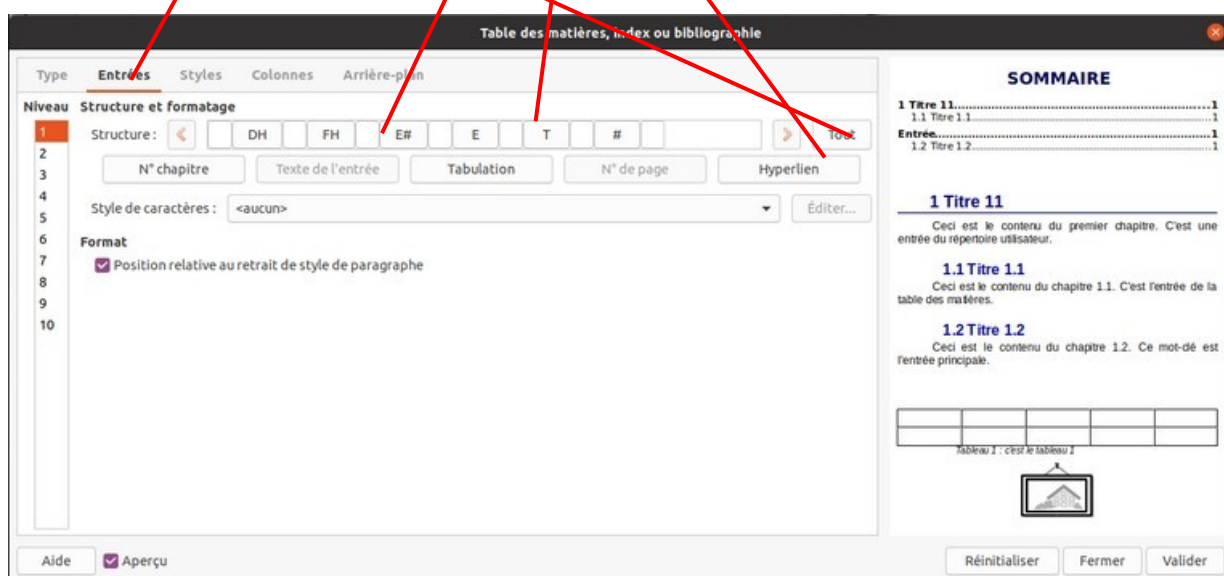 Table des matières, index ou bibliographie
Type Entrées Styles Colonnes Arrière-plan
Niveau Structure et formatage
1 Structure : DH FH E# E T # Tout
2
3 N° chapitre Texte de l'entrée Tabulation N° de page Hyperlien
4
5 Style de caractères : <aucun> Éditer...
6 Format
7 Position relative au retrait de style de paragraphe
8
9
10
Aide Aperçu
SOMMAIRE
1 Titre 11.......................................................................1
1.1 Titre 1.1.......................................................................1
Entrée.......................................................................1
1.2 Titre 1.2.......................................................................1
1 Titre 11
Ceci est le contenu du premier chapitre. C'est une
entrée du répertoire utilisateur.
1.1 Titre 1.1
Ceci est le contenu du chapitre 1.1. C'est l'entrée de la
table des matières.
1.2 Titre 1.2
Ceci est le contenu du chapitre 1.2. Ce mot-clé est
l'entrée principale.
Tableau 1 : c'est le tableau 1
Réinitialiser Fermer Valider